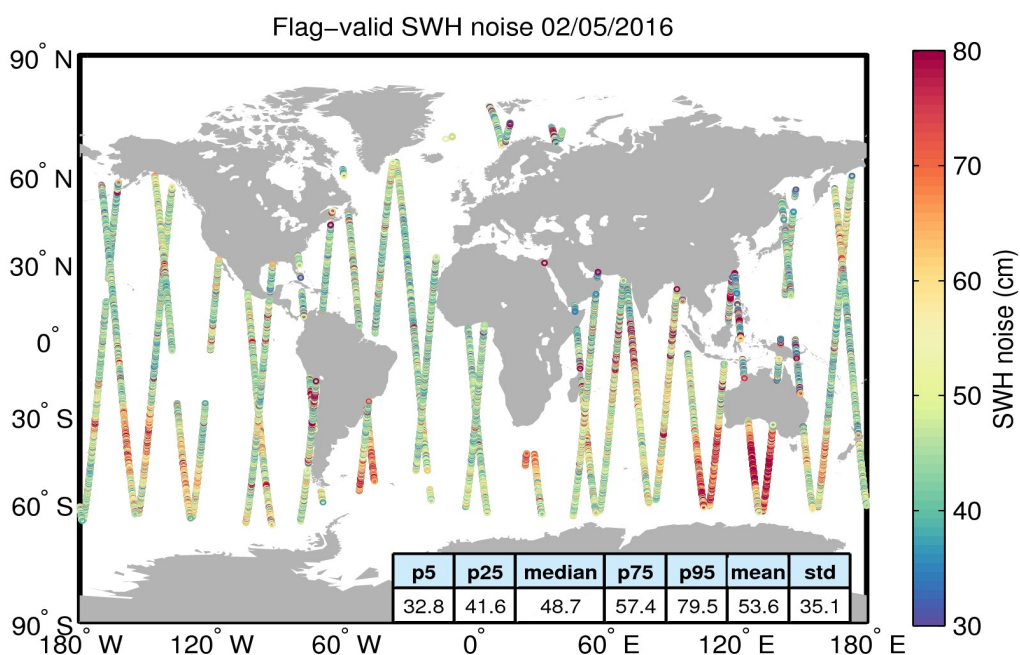 Flag−valid SWH noise 02/05/2016
90° N
60° N
30° N
0°
30° S
60° S
90° S
180° W
120° W
60° W
0°
60° E
120° E
180° E
p5 p25 median p75 p95 mean std
32.8 41.6 48.7 57.4 79.5 53.6 35.1
80
70
60
50
40
30
SWH noise (cm)